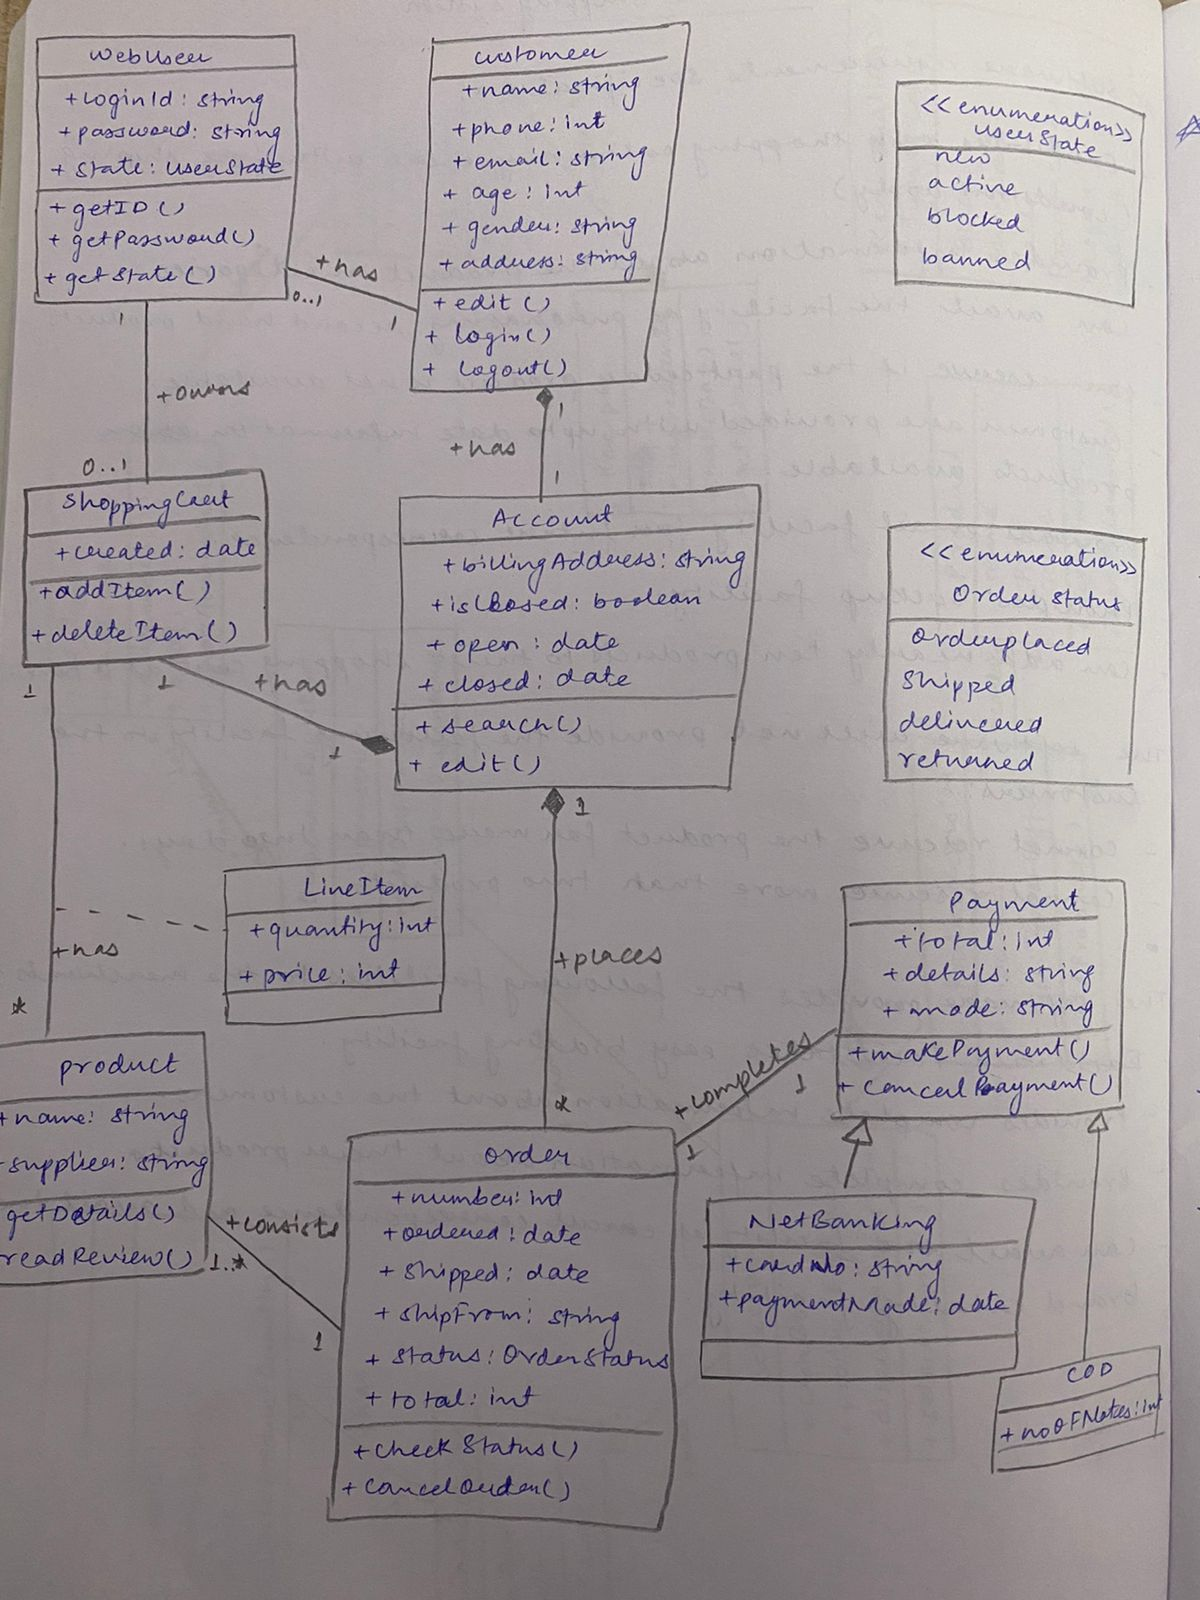 WebUser
+loginId: string
+password: string
+ state: userState
+getID()
+getPassword()
+getState()
customer
+name: string
+phone: int
+email: string
+ age: int
+ gender: string
+ address: string
+ edit()
+ login()
+ logout()
<<enumeration>>
userState
new
active
blocked
banned
+has
0..1
1
1
+owns
0..1
1
+has
1
ShoppingCart
+created: date
+addItem()
+deleteItem()
Account
+billingAddress: string
+isClosed: boolean
+ open: date
+ closed: date
+ search()
+ edit()
<<enumeration>>
Order status
Orderplaced
Shipped
delivered
returned
1
1
+has
1
1
LineItem
+quantity: int
+ price: int
+has
*
+places
*
Payment
+total: int
+details: string
+ mode: string
+makePayment()
+ cancelPayment()
+completes
1
1
product
+name: string
supplier: string
getDetails()
readReview()
+consists
1..*
1
Order
+number: int
+ordered: date
+ shipped: date
+shipFrom: string
+ status: OrderStatus
+ total: int
+check Status()
+ cancelOrder()
NetBanking
+cardNo: string
+paymentMade: date
COD
+ noOfNotes: int